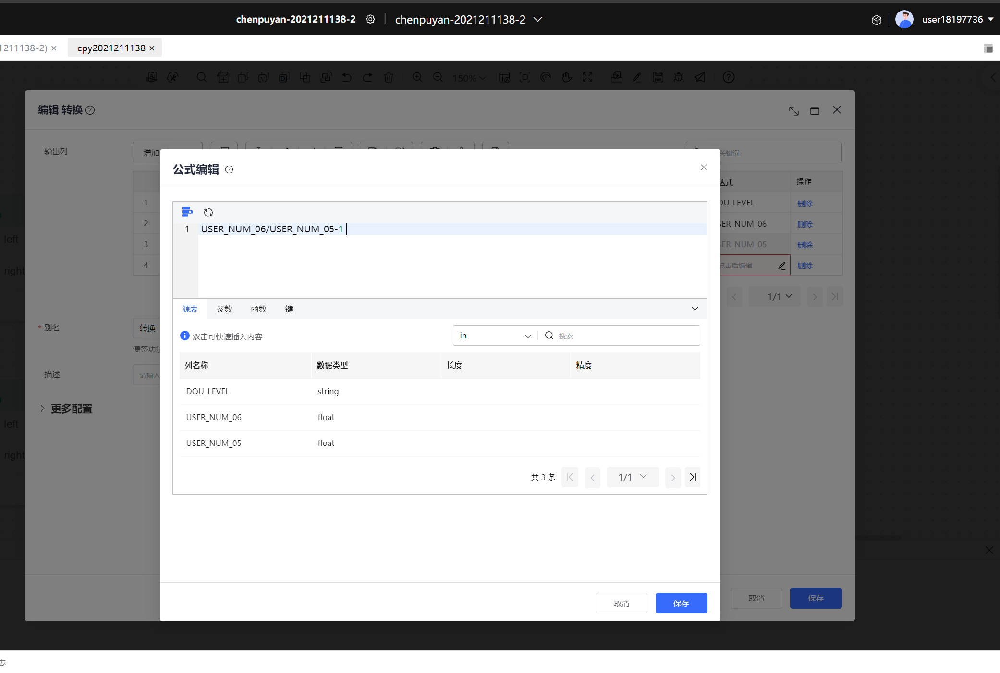 chenpuyan-2021211138-2
chenpuyan-2021211138-2
user18197736
1211138-2) ×
cpy2021211138 ×
150%
编辑 转换
输出列
增加
关键词
公式编辑
达式
操作
1
OU_LEVEL
删除
2
SER_NUM_06
删除
3
SER_NUM_05
删除
4
点击后编辑
删除
left
right
1 USER_NUM_06/USER_NUM_05-1
1/1
源表
参数
函数
键
* 别名
转换
便签功能
双击可快速插入内容
in
搜索
列名称
数据类型
长度
精度
描述
请输入
DOU_LEVEL
string
更多配置
USER_NUM_06
float
left
USER_NUM_05
float
right
共 3 条
1/1
取消
保存
取消
保存
志